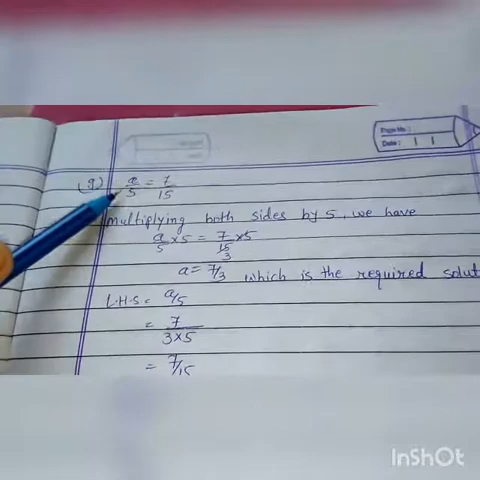 Page No.:
Date:
(g) a/5 = 7/15
Multiplying both sides by 5, we have
a/5 × 5 = 7/15 × 5
3
a = 7/3 which is the required solut
L.H.S = a/5
= 7/(3×5)
= 7/15
InShOt